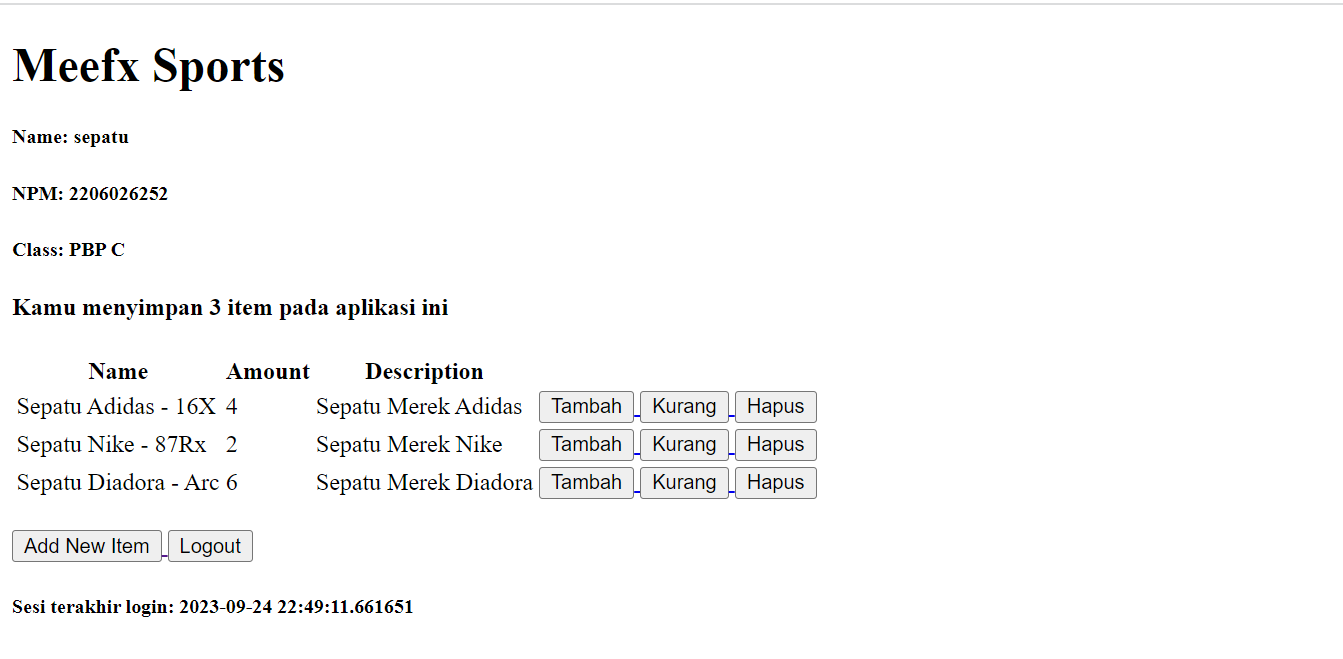 Meefx Sports
Name: sepatu
NPM: 2206026252
Class: PBP C
Kamu menyimpan 3 item pada aplikasi ini
Name Amount Description
Sepatu Adidas - 16X 4 Sepatu Merek Adidas Tambah Kurang Hapus
Sepatu Nike - 87Rx 2 Sepatu Merek Nike Tambah Kurang Hapus
Sepatu Diadora - Arc 6 Sepatu Merek Diadora Tambah Kurang Hapus
Add New Item Logout
Sesi terakhir login: 2023-09-24 22:49:11.661651